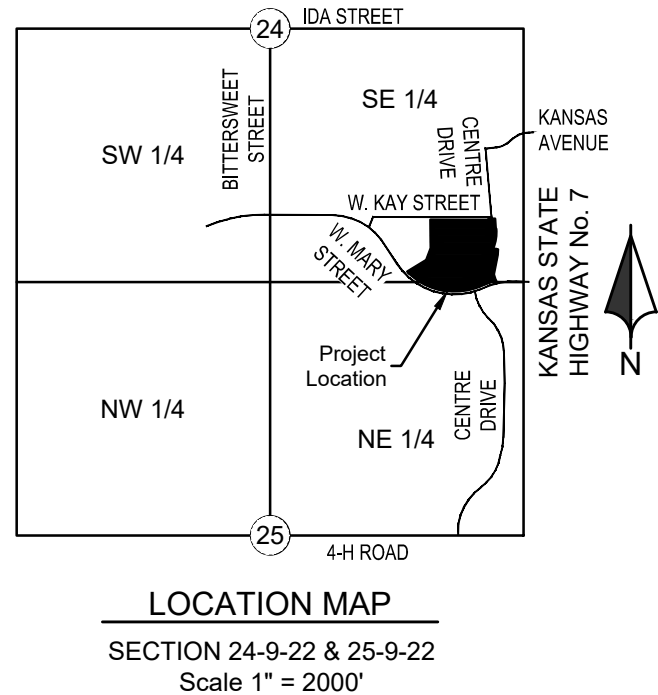 24
IDA STREET
SW 1/4
BITTERSWEET
STREET
SE 1/4
CENTRE
DRIVE
KANSAS
AVENUE
W. KAY STREET
W. MARY
STREET
KANSAS STATE
HIGHWAY No. 7
N
Project
Location
NW 1/4
NE 1/4
CENTRE
DRIVE
25
4-H ROAD
LOCATION MAP
SECTION 24-9-22 & 25-9-22
Scale 1" = 2000'